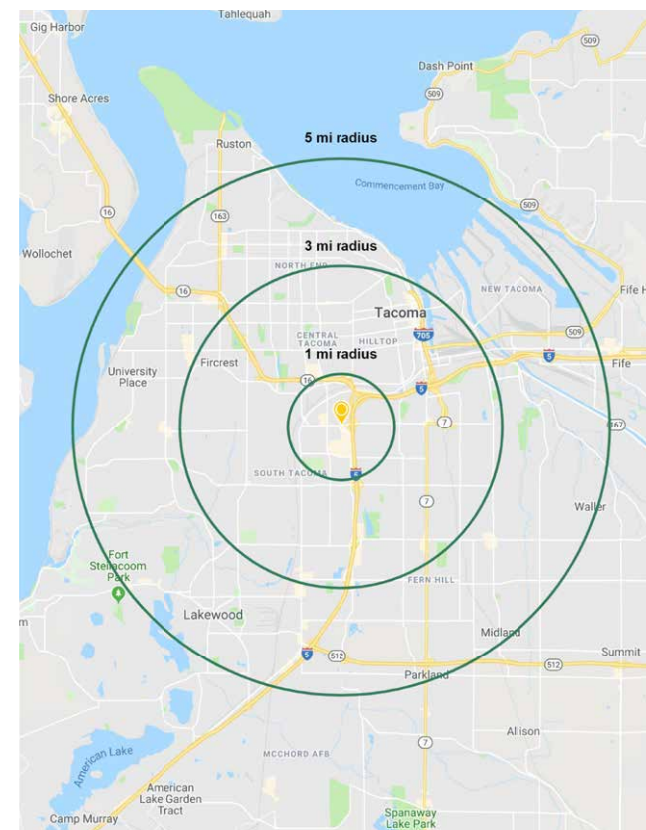 Tahlequah
Gig Harbor
509
Dash Point
Shore Acres
509
5 mi radius
Ruston
Commencement Bay
509
16
163
Wollochet
3 mi radius
NORTH END
16
NEW TACOMA
Fife H
Tacoma
CENTRAL
TACOMA
HILLTOP
705
509
1 mi radius
5
Fircrest
Fife
University
Place
16
5
7
167
SOUTH TACOMA
5
7
Waller
Fort
Steilacoom
Park
FERN HILL
Lakewood
m
Midland
5
512
Summit
512
Parkland
Alison
7
American Lake
MCCHORD AFB
American
Lake Garden
Tract
Camp Murray
Spanaway
Lake Park